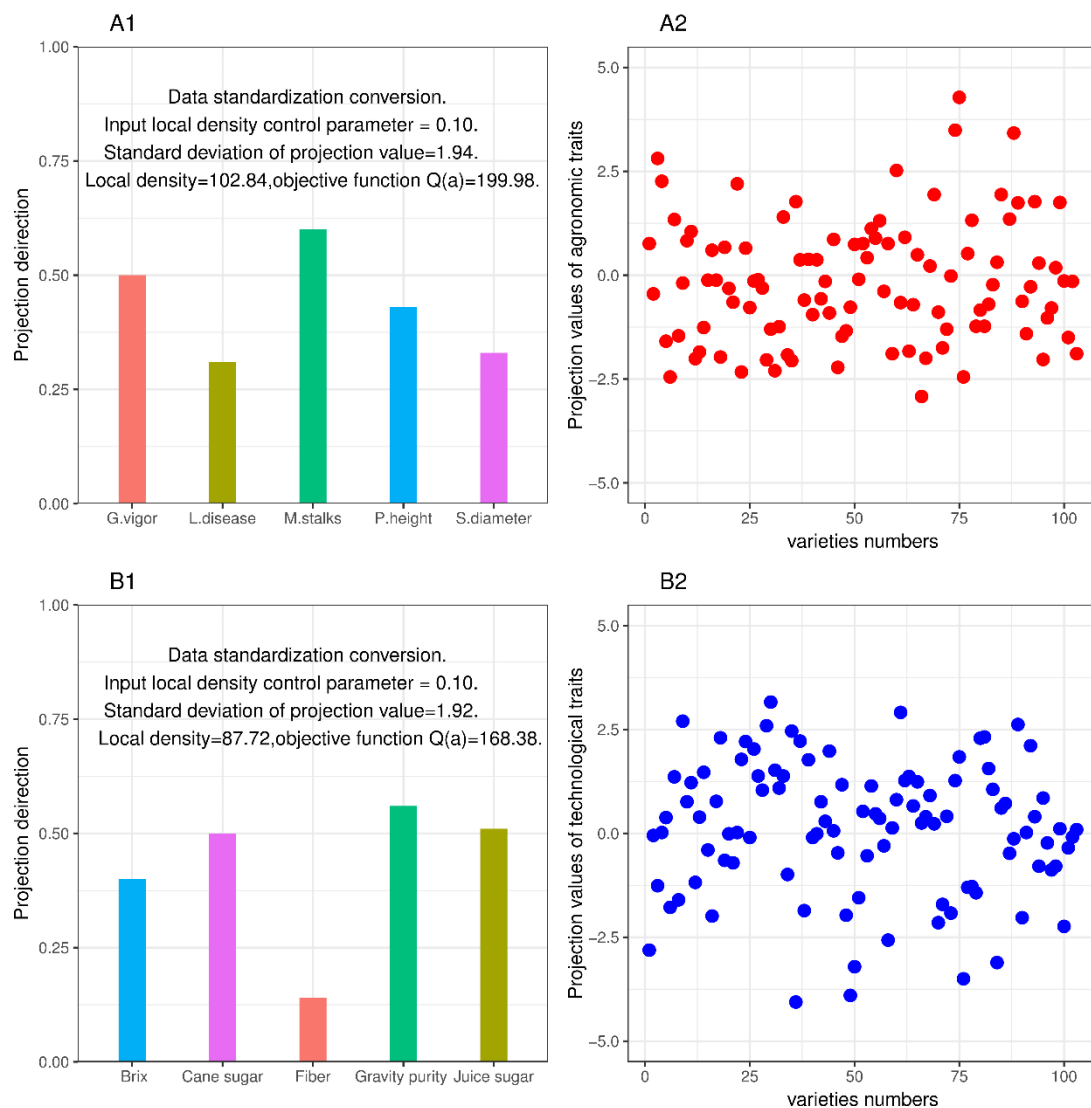 A1
1.00
0.75
0.50
0.25
0.00
Projection deirection
Data standardization conversion.
Input local density control parameter = 0.10.
Standard deviation of projection value=1.94.
Local density=102.84,objective function Q(a)=199.98.
G.vigor L.disease M.stalks P.height S.diameter
A2
5.0
2.5
0.0
−2.5
−5.0
Projection values of agronomic traits
0 25 50 75 100
varieties numbers
B1
1.00
0.75
0.50
0.25
0.00
Projection deirection
Data standardization conversion.
Input local density control parameter = 0.10.
Standard deviation of projection value=1.92.
Local density=87.72,objective function Q(a)=168.38.
Brix Cane sugar Fiber Gravity purity Juice sugar
B2
5.0
2.5
0.0
−2.5
−5.0
Projection values of technological traits
0 25 50 75 100
varieties numbers